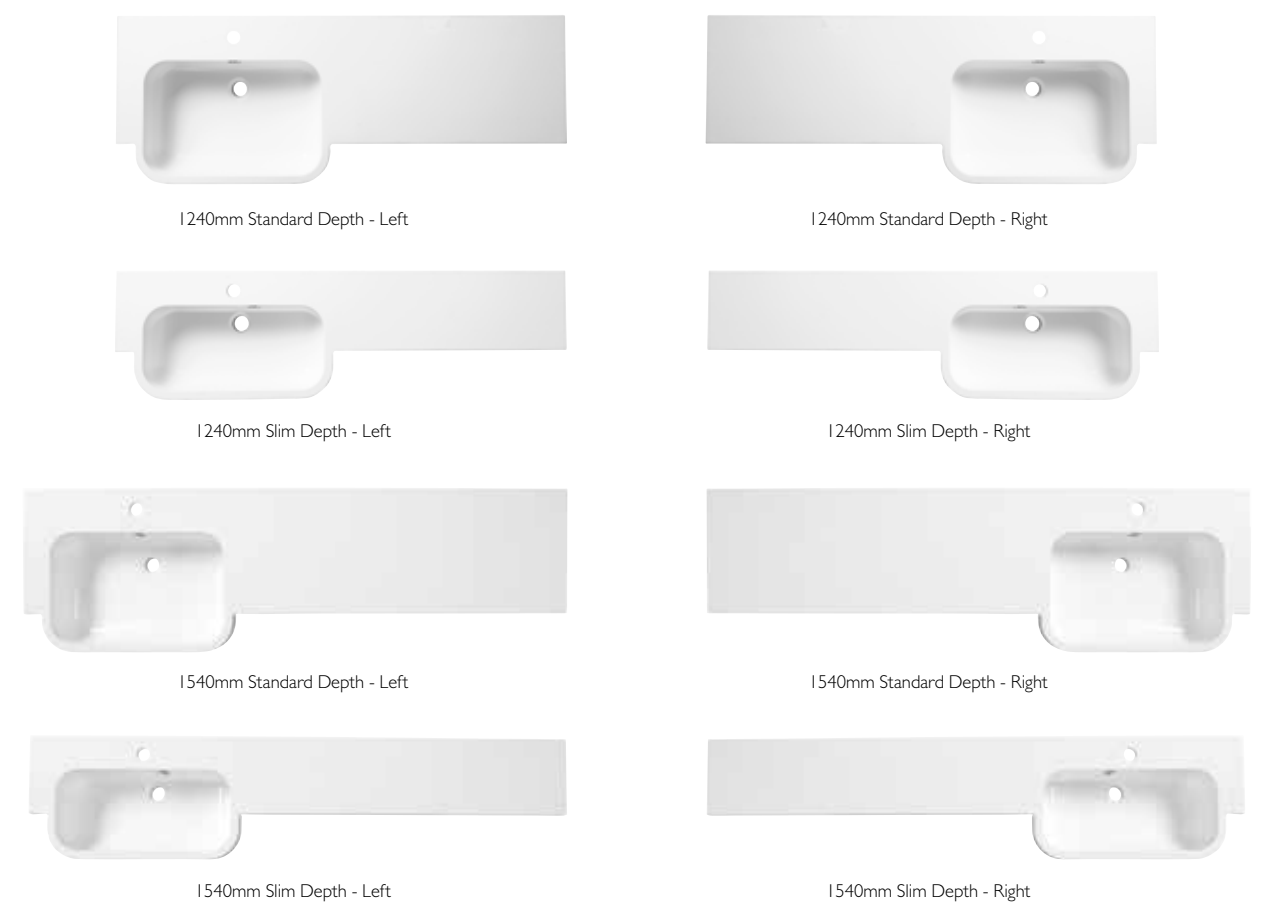 1240mm Standard Depth - Left
1240mm Standard Depth - Right
1240mm Slim Depth - Left
1240mm Slim Depth - Right
1540mm Standard Depth - Left
1540mm Standard Depth - Right
1540mm Slim Depth - Left
1540mm Slim Depth - Right